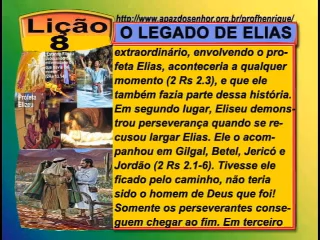 http://www.apazdosenhor.org.br/profhenrique/
Lição
8
O LEGADO DE ELIAS
Profeta
Elias
extraordinário, envolvendo o pro-
feta Elias, aconteceria a qualquer
momento (2 Rs 2.3), e que ele
também fazia parte dessa história.
Em segundo lugar, Eliseu demons-
trou perseverança quando se re-
cusou largar Elias. Ele o acom-
panhou em Gilgal, Betel, Jericó e
Jordão (2 Rs 2.1-6). Tivesse ele
ficado pelo caminho, não teria
sido o homem de Deus que foi!
Somente os perseverantes conse-
guem chegar ao fim. Em terceiro